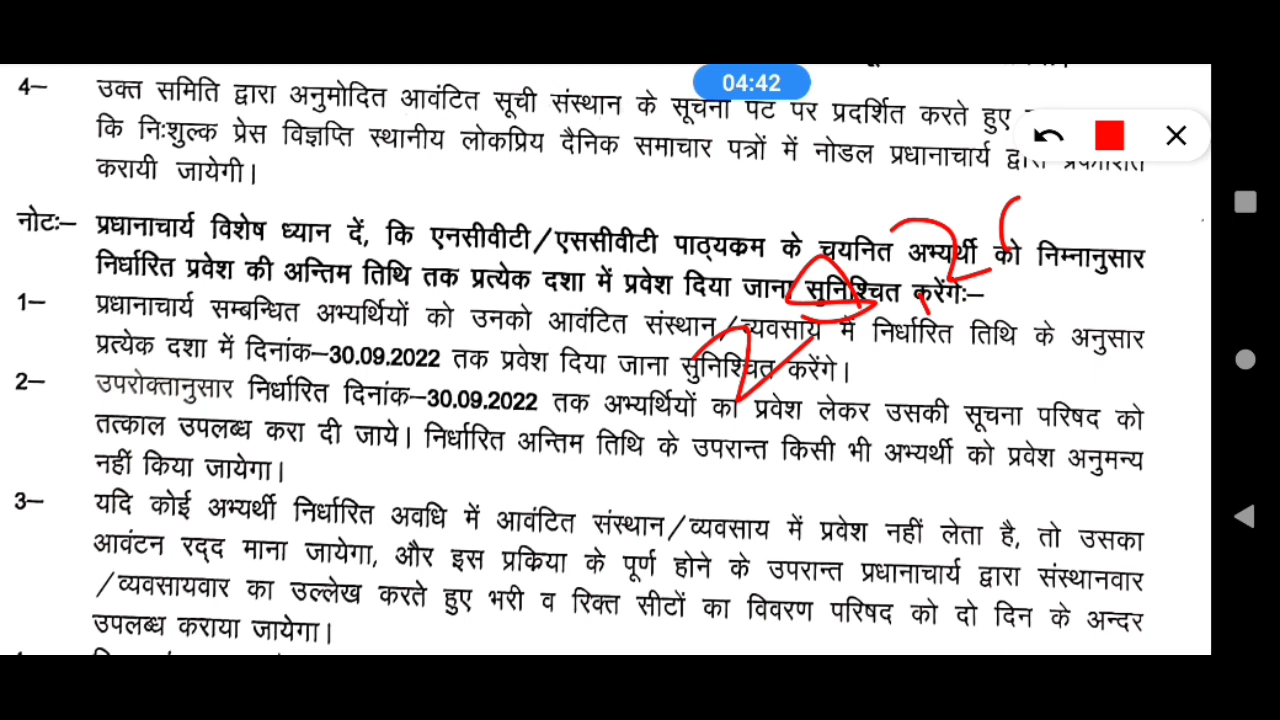 04:42
4– उक्त समिति द्वारा अनुमोदित आवंटित सूची संस्थान के सूचना पट पर प्रदर्शित करते हुए
कि निःशुल्क प्रेस विज्ञप्ति स्थानीय लोकप्रिय दैनिक समाचार पत्रों में नोडल प्रधानाचार्य द्वारा प्रकाशित
करायी जायेगी।
नोटः– प्रधानाचार्य विशेष ध्यान दें, कि एनसीवीटी/एससीवीटी पाठ्यकम के चयनित अभ्यर्थी को निम्नानुसार
निर्धारित प्रवेश की अन्तिम तिथि तक प्रत्येक दशा में प्रवेश दिया जाना सुनिश्चित करेंगेः–
1– प्रधानाचार्य सम्बन्धित अभ्यर्थियों को उनको आवंटित संस्थान/व्यवसाय में निर्धारित तिथि के अनुसार
प्रत्येक दशा में दिनांक–30.09.2022 तक प्रवेश दिया जाना सुनिश्चित करेंगे।
2– उपरोक्तानुसार निर्धारित दिनांक–30.09.2022 तक अभ्यर्थियों का प्रवेश लेकर उसकी सूचना परिषद को
तत्काल उपलब्ध करा दी जाये। निर्धारित अन्तिम तिथि के उपरान्त किसी भी अभ्यर्थी को प्रवेश अनुमन्य
नहीं किया जायेगा।
3– यदि कोई अभ्यर्थी निर्धारित अवधि में आवंटित संस्थान/व्यवसाय में प्रवेश नहीं लेता है, तो उसका
आवंटन रद्द माना जायेगा, और इस प्रकिया के पूर्ण होने के उपरान्त प्रधानाचार्य द्वारा संस्थानवार
/व्यवसायवार का उल्लेख करते हुए भरी व रिक्त सीटों का विवरण परिषद को दो दिन के अन्दर
उपलब्ध कराया जायेगा।